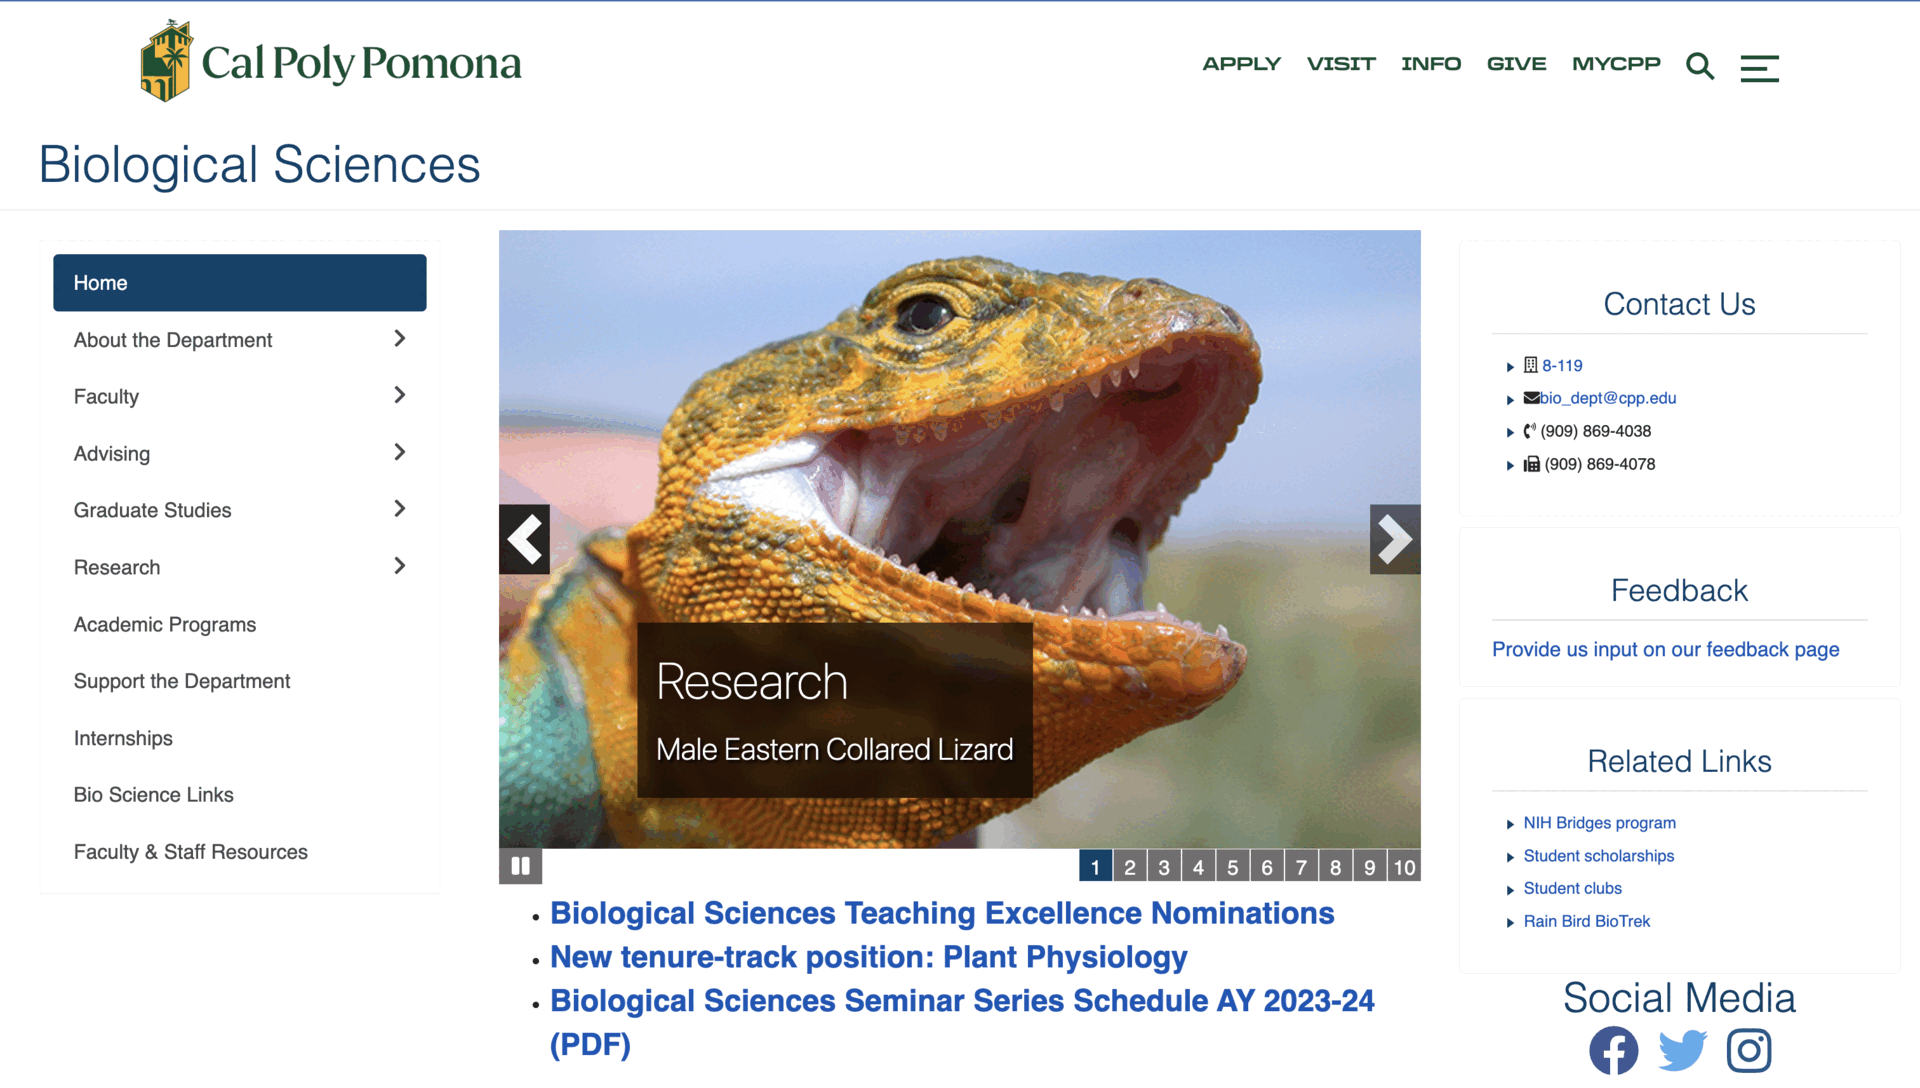 Cal Poly Pomona
APPLY VISIT INFO GIVE MYCPP
Biological Sciences
Home
About the Department
Faculty
Advising
Graduate Studies
Research
Academic Programs
Support the Department
Internships
Bio Science Links
Faculty & Staff Resources
Research
Male Eastern Collared Lizard
1 2 3 4 5 6 7 8 9 10
Biological Sciences Teaching Excellence Nominations
New tenure-track position: Plant Physiology
Biological Sciences Seminar Series Schedule AY 2023-24
(PDF)
Contact Us
8-119
bio_dept@cpp.edu
(909) 869-4038
(909) 869-4078
Feedback
Provide us input on our feedback page
Related Links
NIH Bridges program
Student scholarships
Student clubs
Rain Bird BioTrek
Social Media